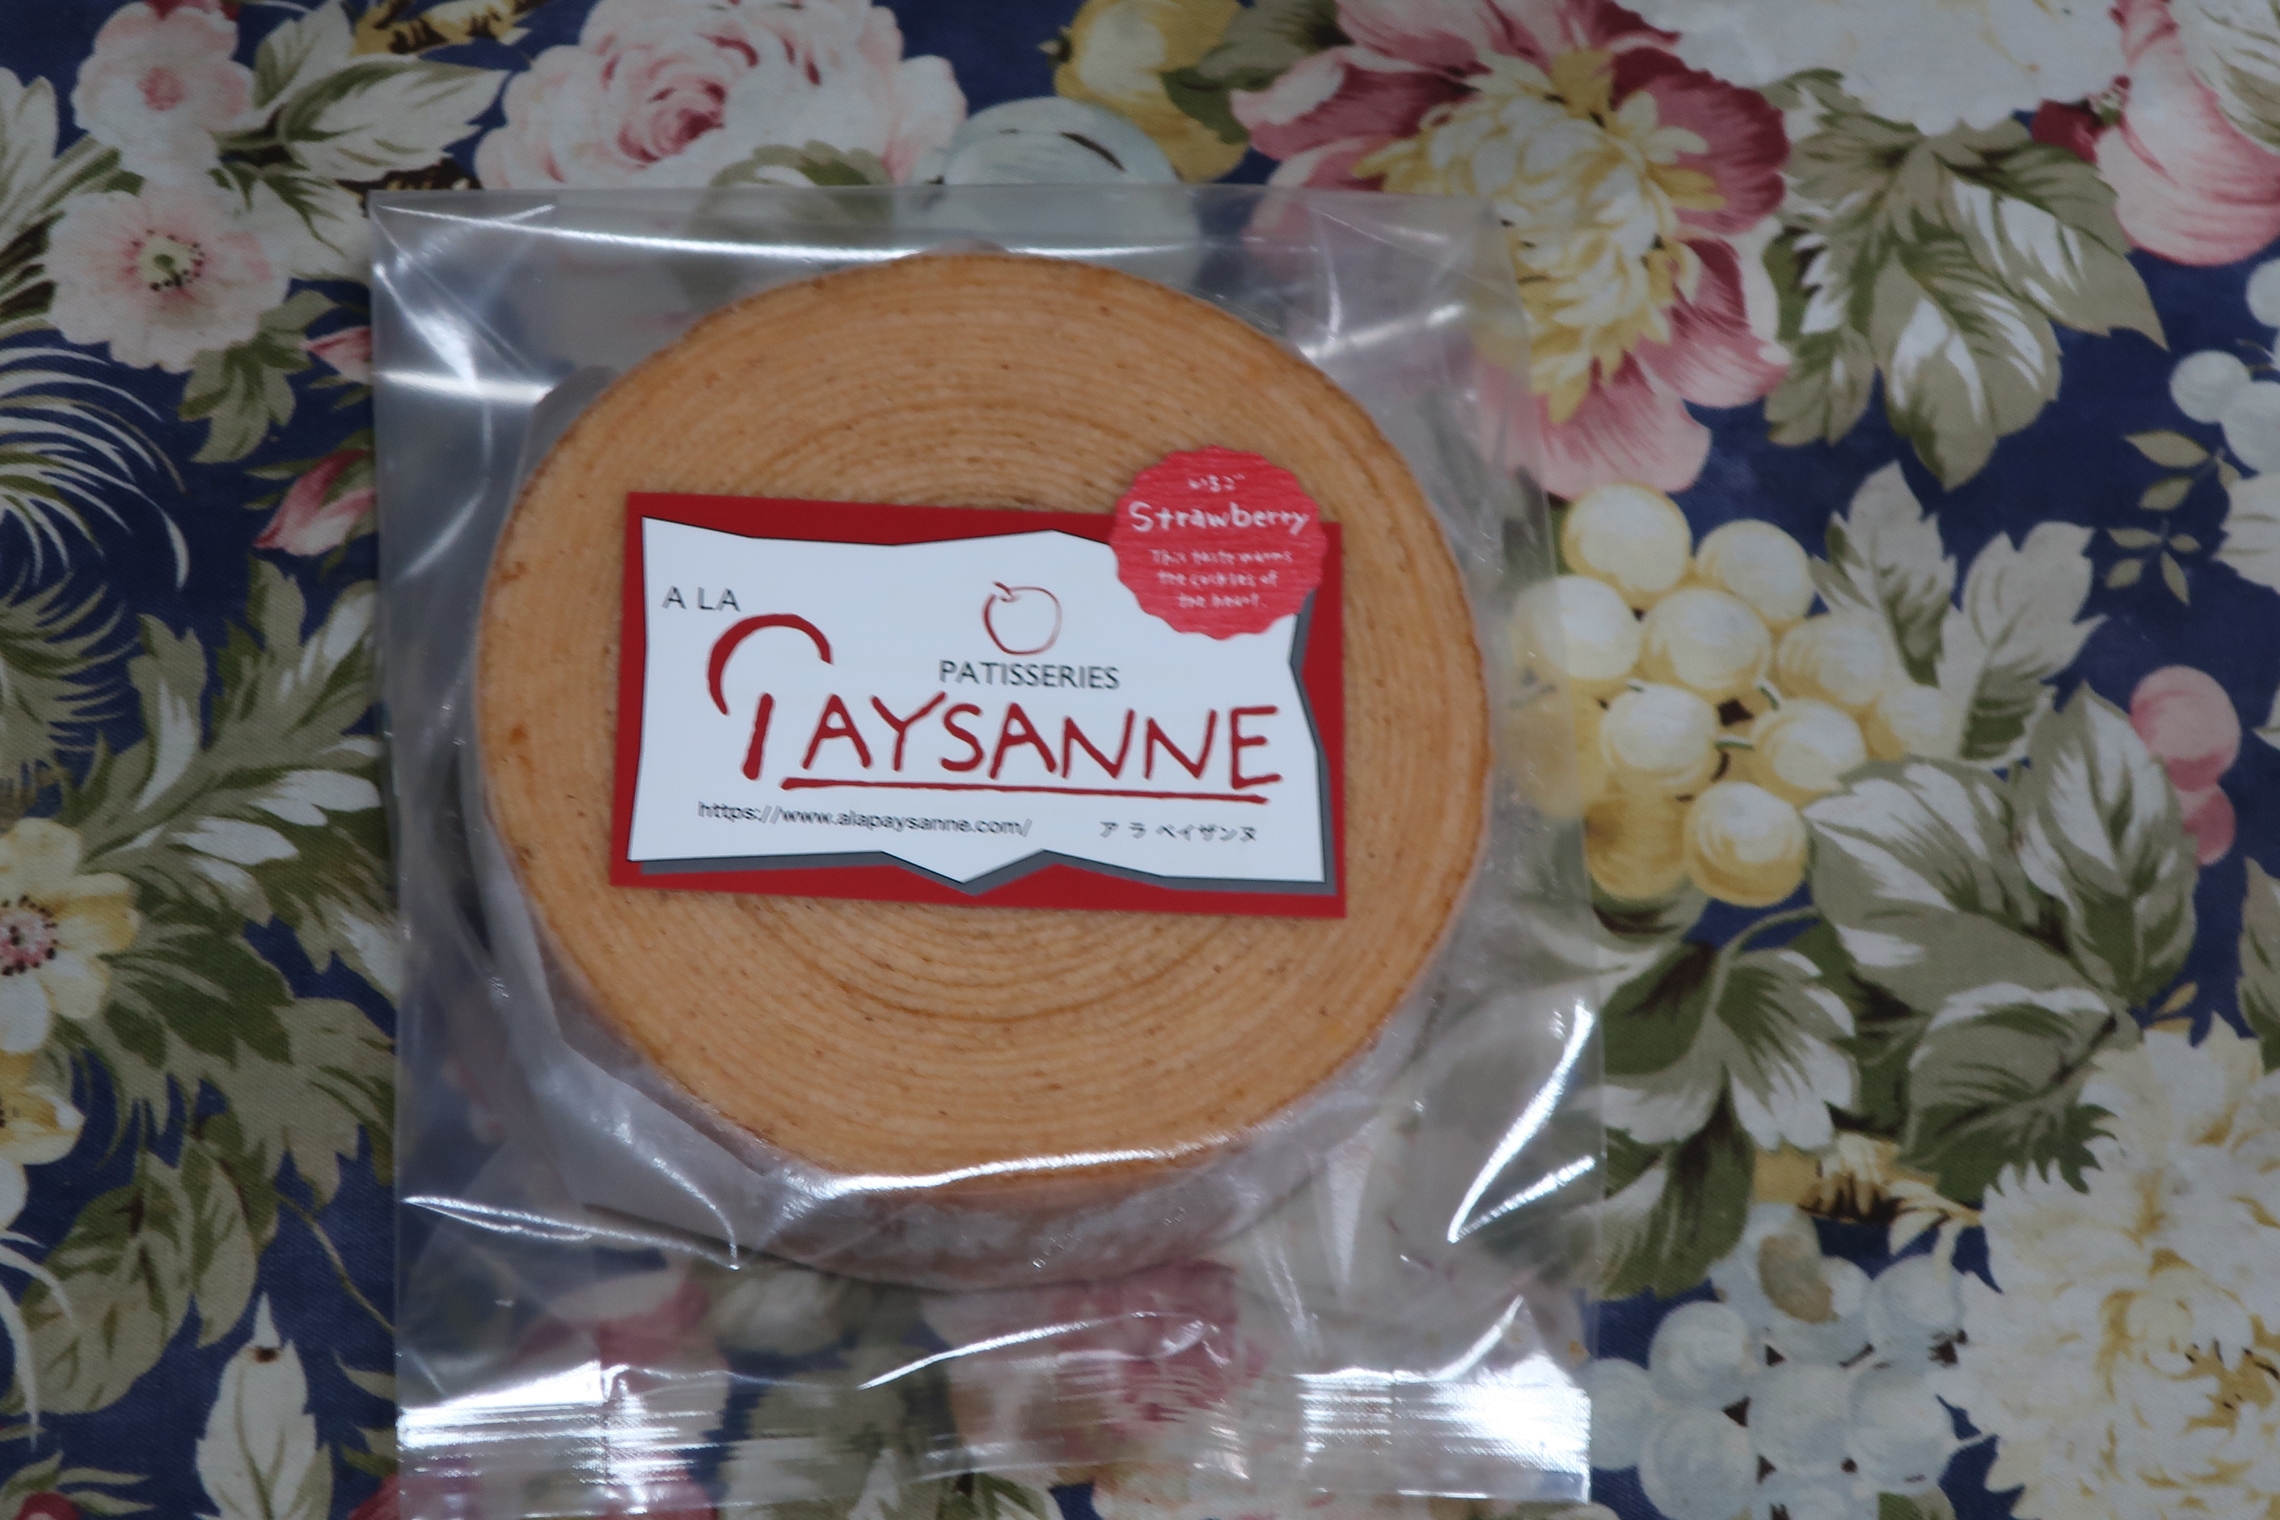 いちご
Strawberry
This taste warms
the cockles of
the heart.
A LA
PATISSERIES
PAYSANNE
https://www.alapaysanne.com/
ア ラ ペイザンヌ